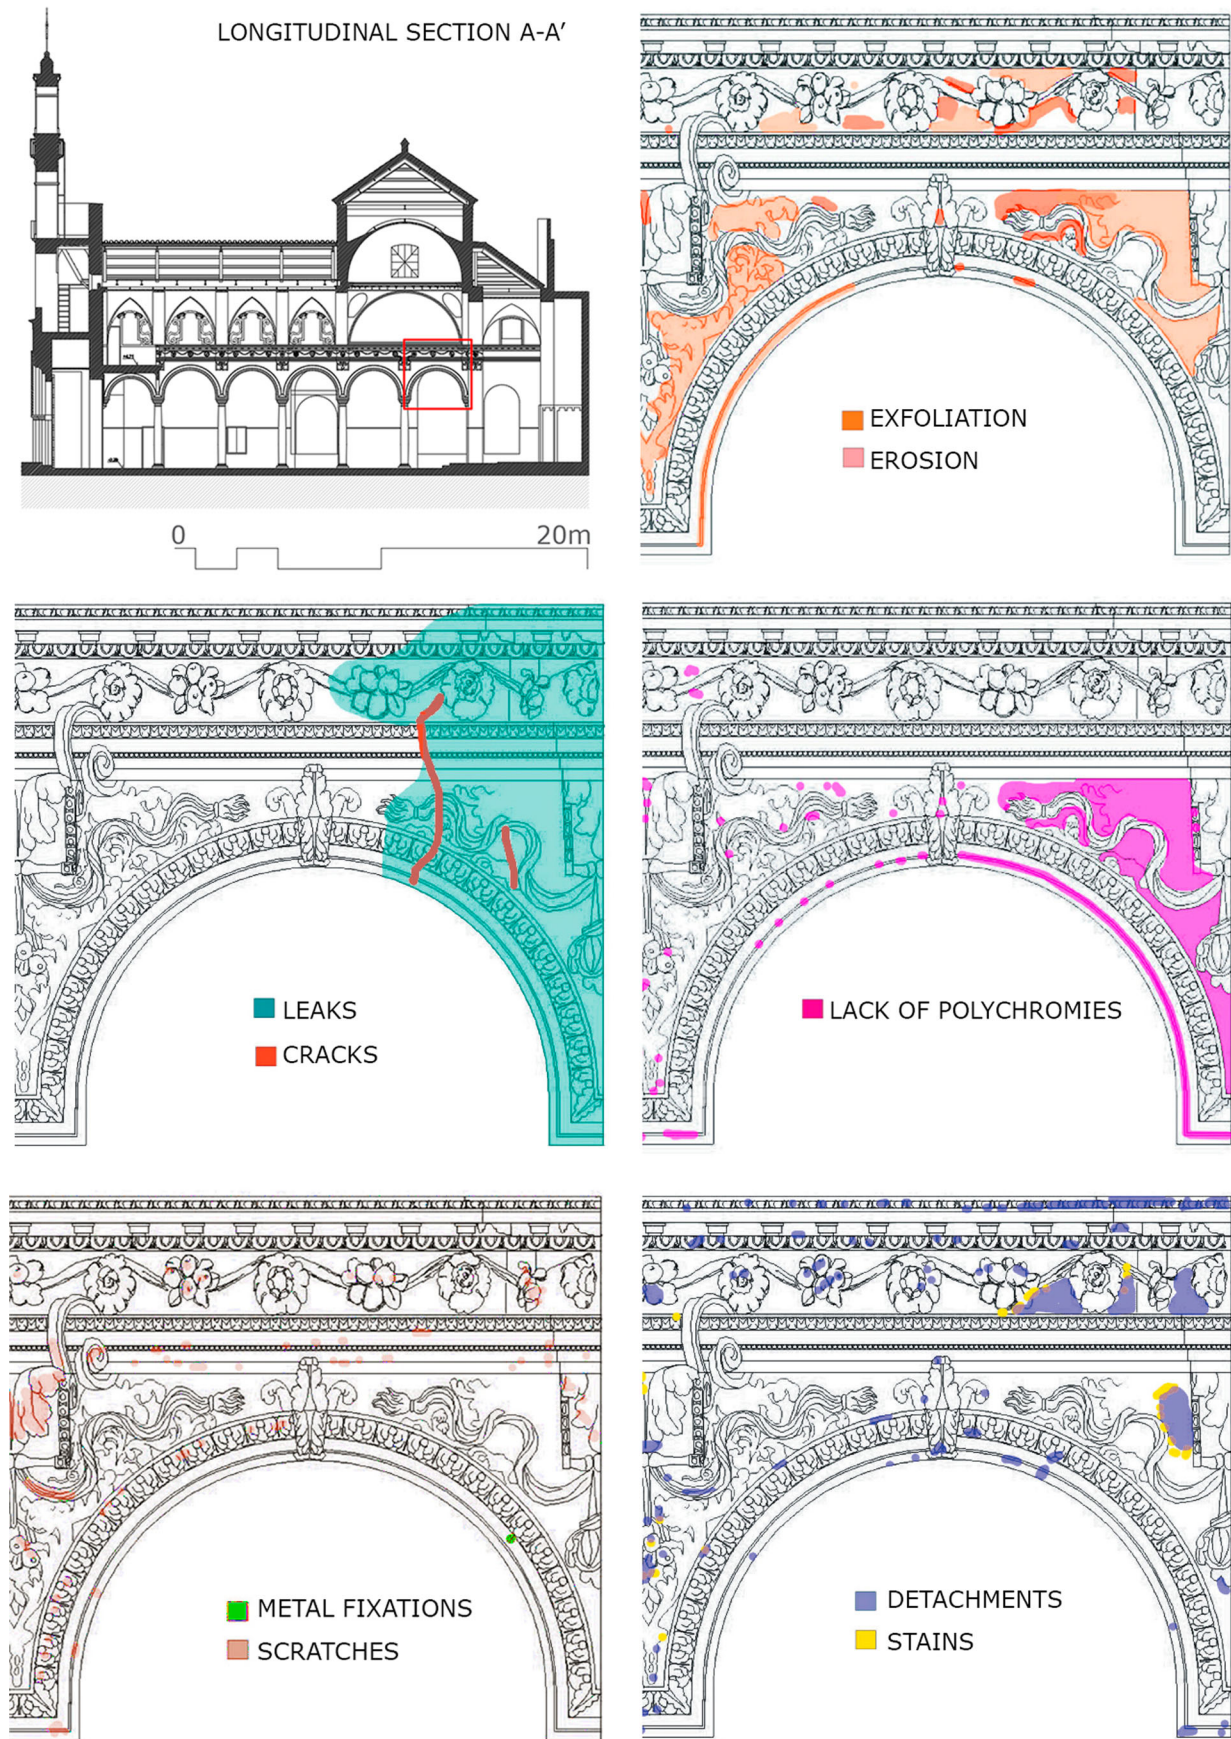 LONGITUDINAL SECTION A-A'
0 20m
EXFOLIATION
EROSION
LEAKS
CRACKS
LACK OF POLYCHROMIES
METAL FIXATIONS
SCRATCHES
DETACHMENTS
STAINS